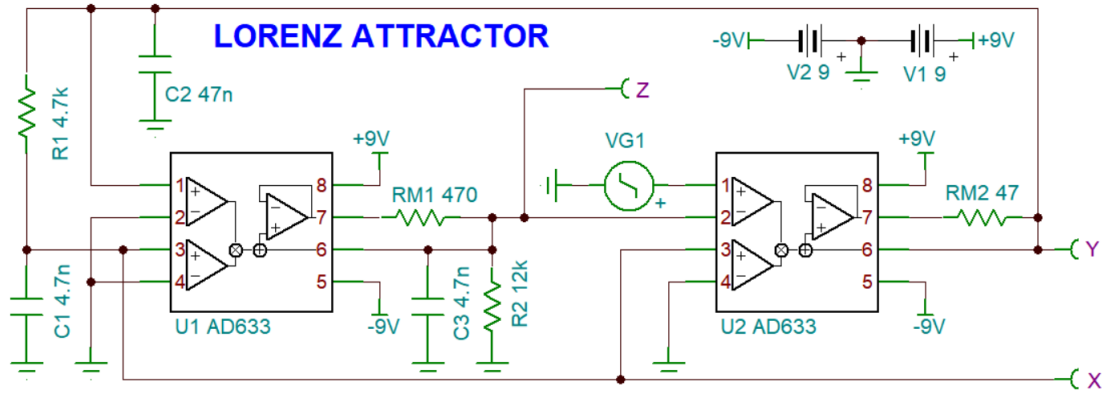 LORENZ ATTRACTOR
-9V
+9V
V2 9
+
V1 9
+
R1 4.7k
C2 47n
Z
VG1
+
+9V
+9V
1
2
3
4
8
7
6
5
RM1 470
1
2
3
4
8
7
6
5
RM2 47
Y
C1 4.7n
U1 AD633
-9V
C3 4.7n
R2 12k
U2 AD633
-9V
X